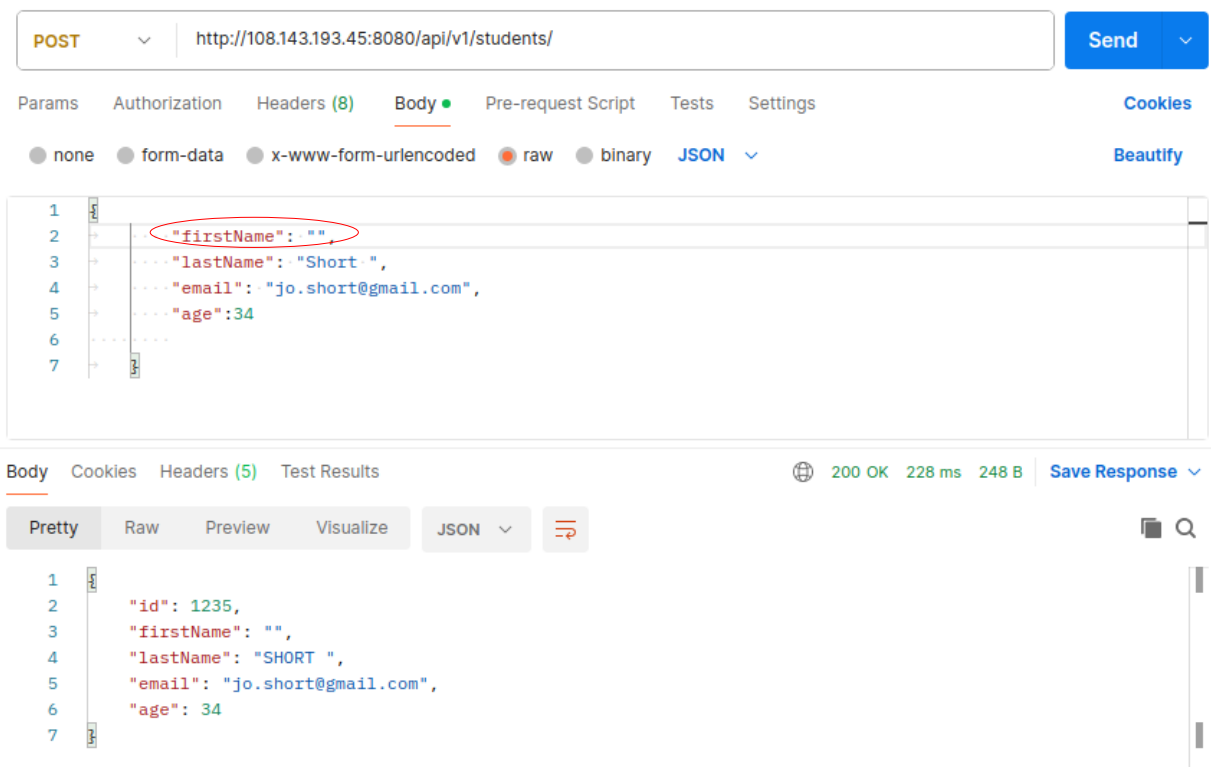 POST http://108.143.193.45:8080/api/v1/students/ Send
Params Authorization Headers (8) Body Pre-request Script Tests Settings Cookies
none form-data x-www-form-urlencoded raw binary JSON Beautify
1 {
2 "firstName": "",
3 "lastName": "Short ",
4 "email": "jo.short@gmail.com",
5 "age":34
6
7 }
Body Cookies Headers (5) Test Results 200 OK 228 ms 248 B Save Response
Pretty Raw Preview Visualize JSON
1 {
2 "id": 1235,
3 "firstName": "",
4 "lastName": "SHORT ",
5 "email": "jo.short@gmail.com",
6 "age": 34
7 }